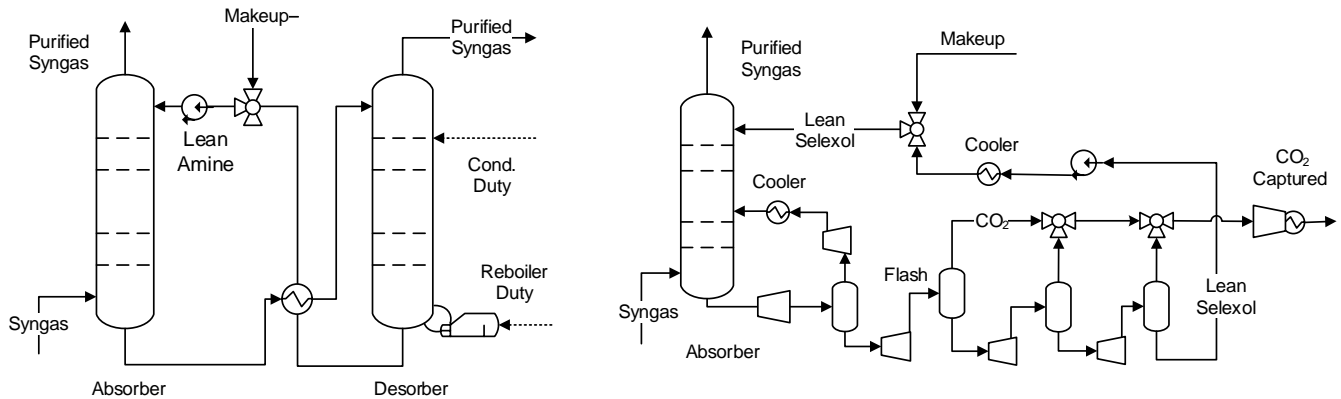 Makeup–
Purified
Syngas
Purified
Syngas
Lean
Amine
Cond.
Duty
Reboiler
Duty
Syngas
Absorber
Desorber
Purified
Syngas
Makeup
Lean
Selexol
Cooler
CO₂
Captured
Cooler
CO₂
Flash
Lean
Selexol
Syngas
Absorber